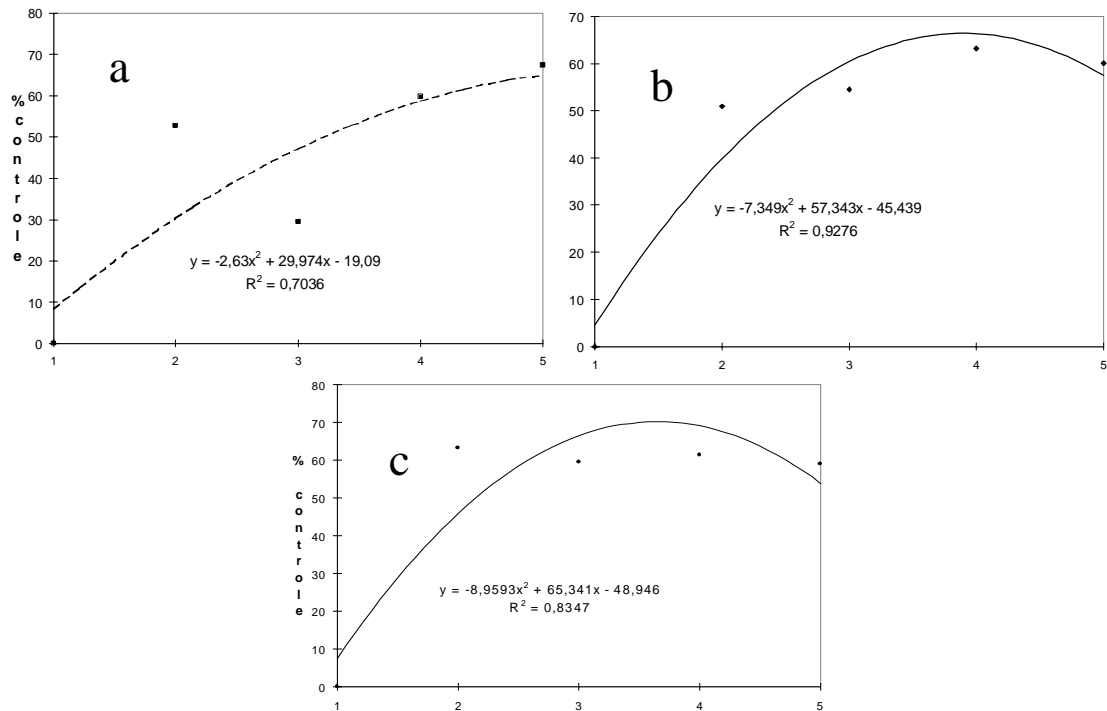 a
% controle
80
70
60
50
40
30
20
10
0
y = -2,63x² + 29,974x - 19,09
R² = 0,7036
1 2 3 4 5
b
70
60
50
40
30
20
10
0
y = -7,349x² + 57,343x - 45,439
R² = 0,9276
1 2 3 4 5
c
% controle
80
70
60
50
40
30
20
10
0
y = -8,9593x² + 65,341x - 48,946
R² = 0,8347
1 2 3 4 5